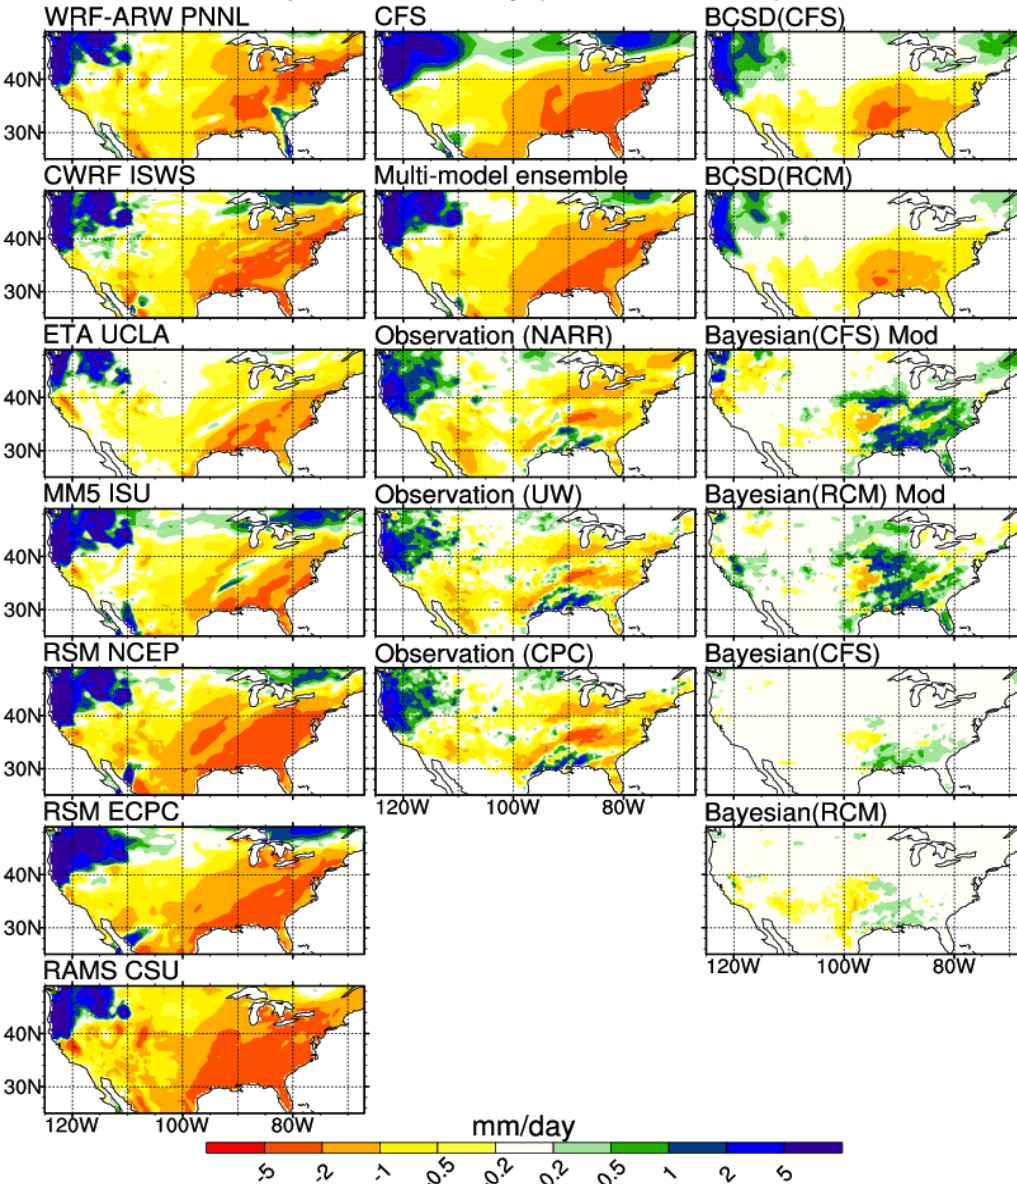 WRF-ARW PNNL
CFS
BCSD(CFS)
40N
30N
CWRF ISWS
Multi-model ensemble
BCSD(RCM)
40N
30N
ETA UCLA
Observation (NARR)
Bayesian(CFS) Mod
40N
30N
MM5 ISU
Observation (UW)
Bayesian(RCM) Mod
40N
30N
RSM NCEP
Observation (CPC)
Bayesian(CFS)
40N
30N
120W 100W 80W
RSM ECPC
Bayesian(RCM)
40N
30N
120W 100W 80W
RAMS CSU
40N
30N
120W 100W 80W
mm/day
-5 -2 -1 -0.5 -0.2 0.2 0.5 1 2 5